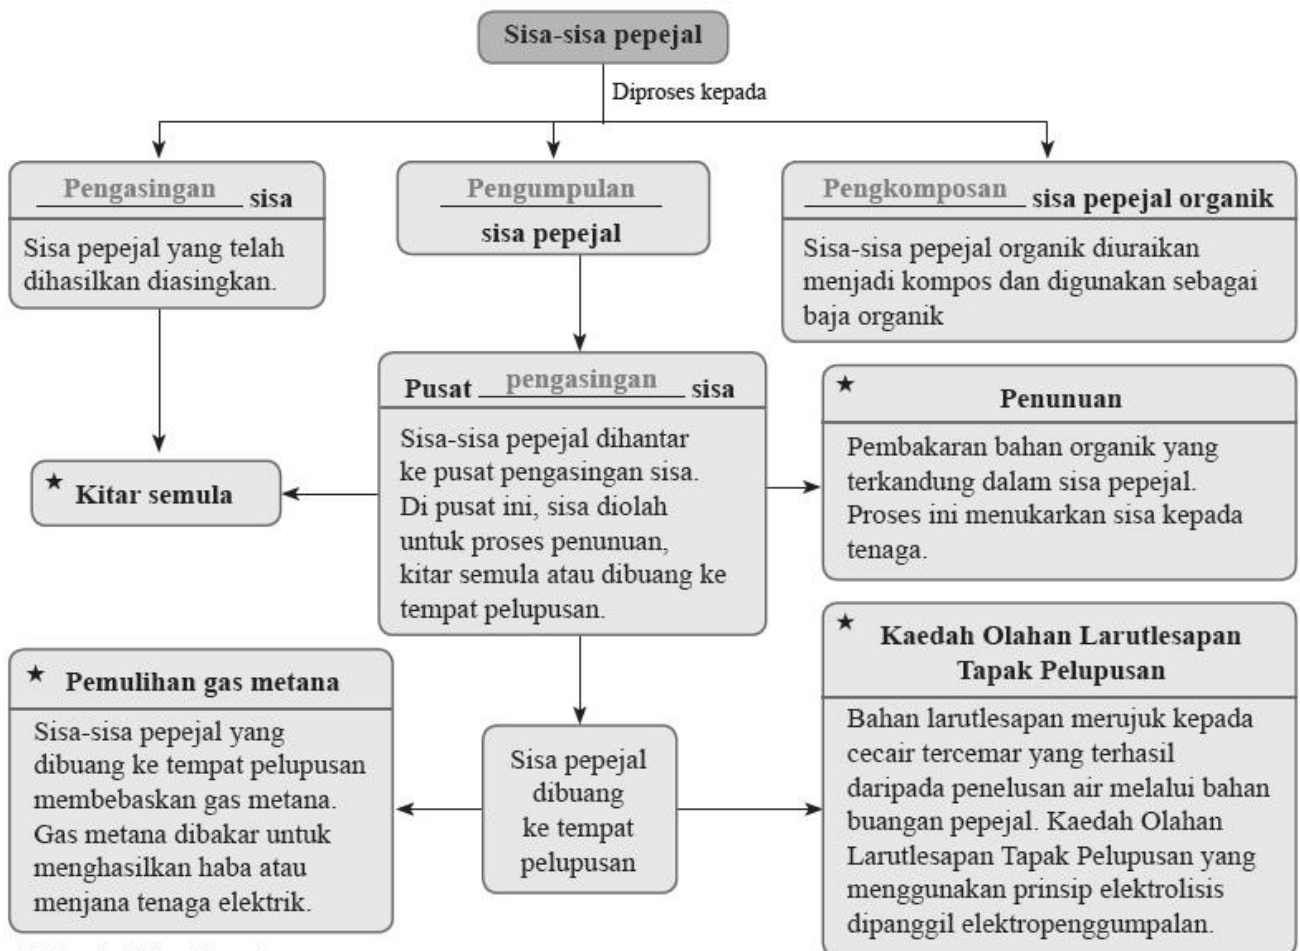 Sisa-sisa pepejal
Diproses kepada
Pengasingan sisa
Sisa pepejal yang telah
dihasilkan diasingkan.
Pengumpulan
sisa pepejal
Pengkomposan sisa pepejal organik
Sisa-sisa pepejal organik diuraikan
menjadi kompos dan digunakan sebagai
baja organik
Pusat pengasingan sisa
Sisa-sisa pepejal dihantar
ke pusat pengasingan sisa.
Di pusat ini, sisa diolah
untuk proses penunuan,
kitar semula atau dibuang ke
tempat pelupusan.
★ Kitar semula
★ Penunuan
Pembakaran bahan organik yang
terkandung dalam sisa pepejal.
Proses ini menukarkan sisa kepada
tenaga.
★ Pemulihan gas metana
Sisa-sisa pepejal yang
dibuang ke tempat pelupusan
membebaskan gas metana.
Gas metana dibakar untuk
menghasilkan haba atau
menjana tenaga elektrik.
Sisa pepejal
dibuang
ke tempat
pelupusan
★ Kaedah Olahan Larutlesapan
Tapak Pelupusan
Bahan larutlesapan merujuk kepada
cecair tercemar yang terhasil
daripada penelusan air melalui bahan
buangan pepejal. Kaedah Olahan
Larutlesapan Tapak Pelupusan yang
menggunakan prinsip elektrolisis
dipanggil elektropenggumpalan.